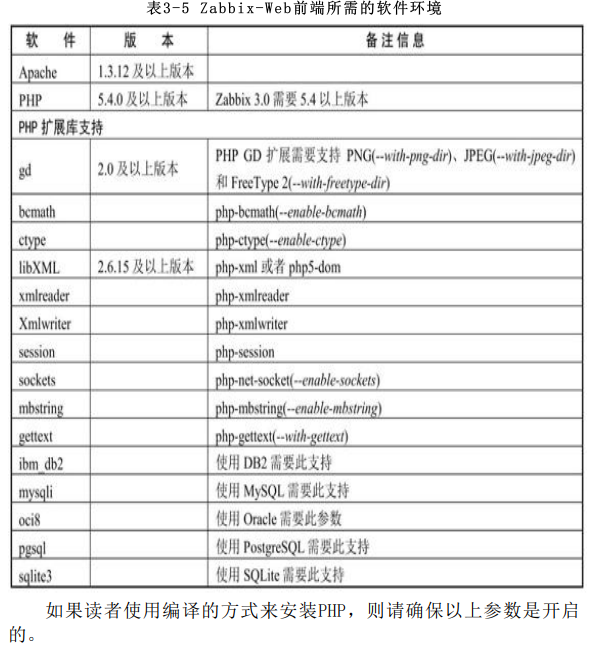 表3-5 Zabbix-Web前端所需的软件环境
软 件 版 本 备注信息
Apache 1.3.12 及以上版本
PHP 5.4.0 及以上版本 Zabbix 3.0 需要 5.4 以上版本
PHP 扩展库支持
gd 2.0 及以上版本 PHP GD 扩展需要支持 PNG(--with-png-dir)、JPEG(--with-jpeg-dir)
和 FreeType 2(--with-freetype-dir)
bcmath php-bcmath(--enable-bcmath)
ctype php-ctype(--enable-ctype)
libXML 2.6.15 及以上版本 php-xml 或者 php5-dom
xmlreader php-xmlreader
Xmlwriter php-xmlwriter
session php-session
sockets php-net-socket(--enable-sockets)
mbstring php-mbstring(--enable-mbstring)
gettext php-gettext(--with-gettext)
ibm_db2 使用 DB2 需要此支持
mysqli 使用 MySQL 需要此支持
oci8 使用 Oracle 需要此参数
pgsql 使用 PostgreSQL 需要此支持
sqlite3 使用 SQLite 需要此支持
如果读者使用编译的方式来安装PHP，则请确保以上参数是开启
的。